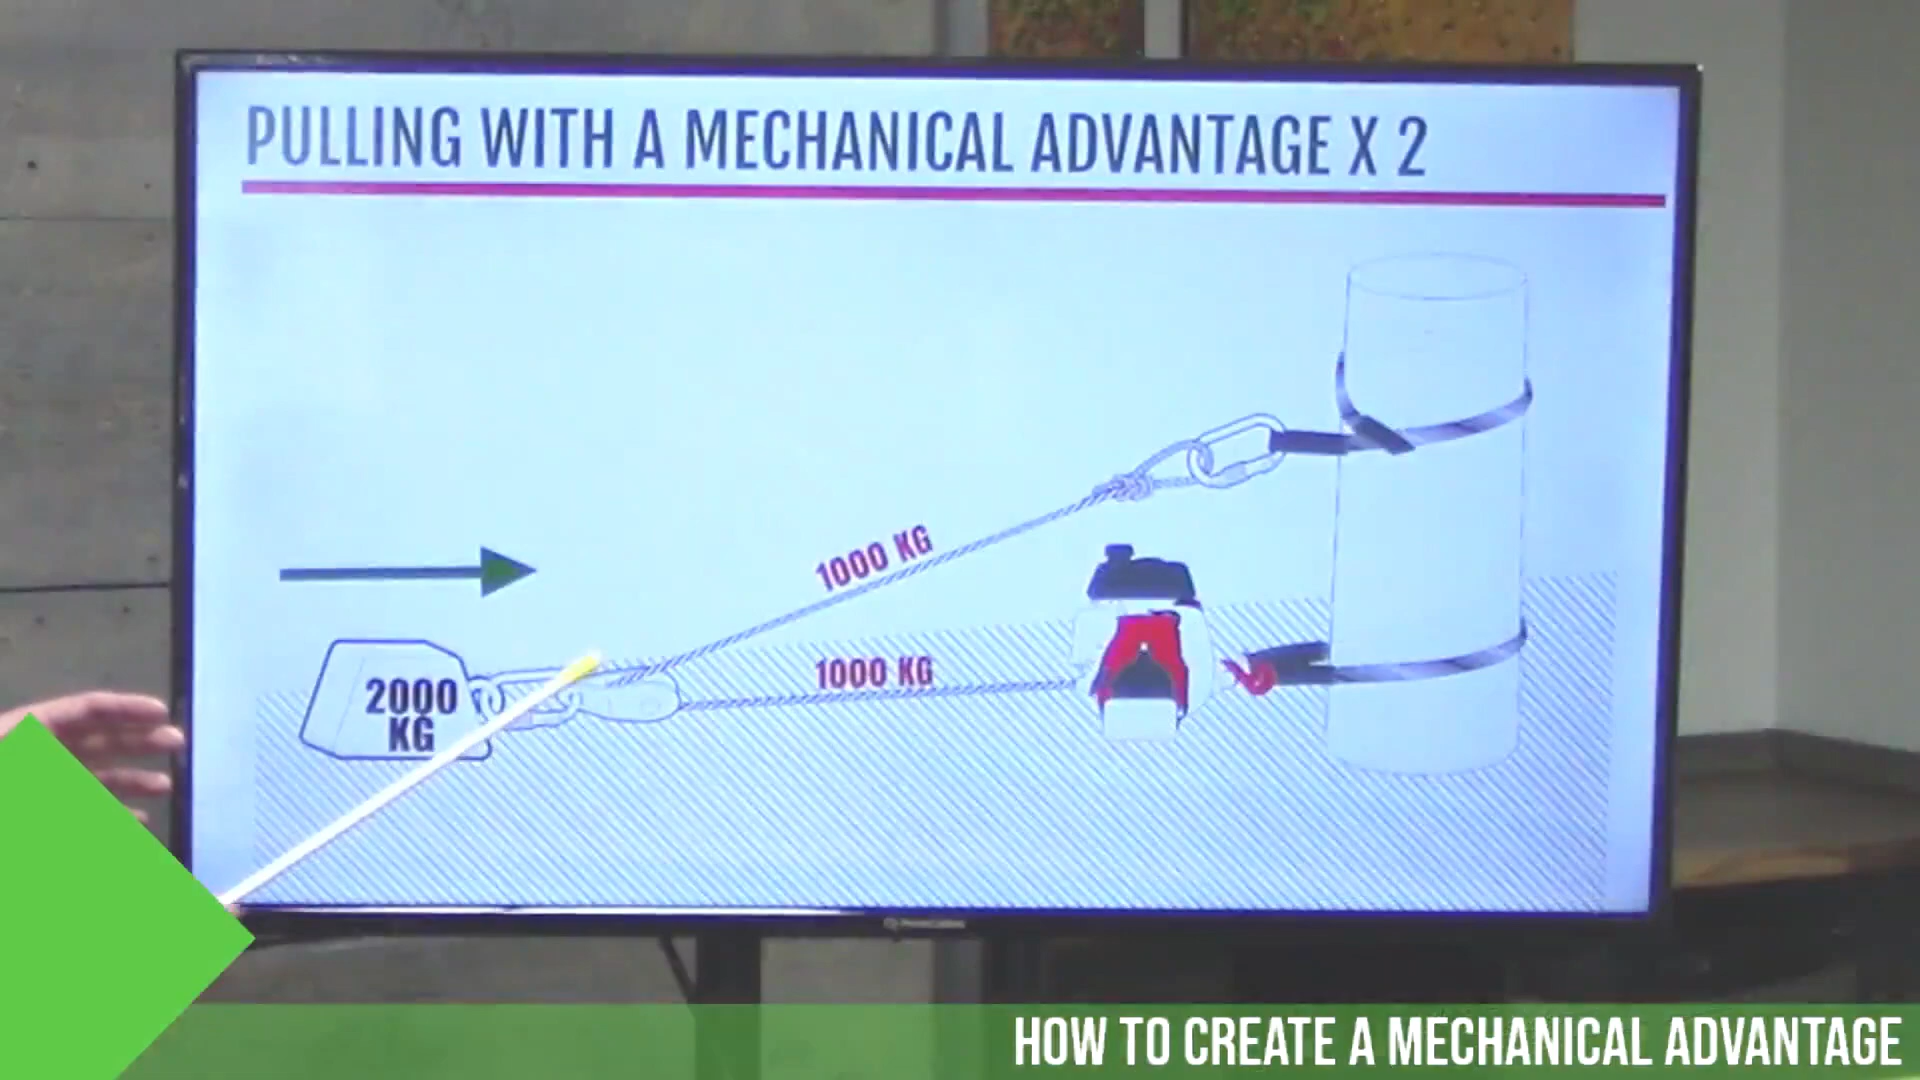 PULLING WITH A MECHANICAL ADVANTAGE X 2
1000 KG
1000 KG
2000
KG
HOW TO CREATE A MECHANICAL ADVANTAGE